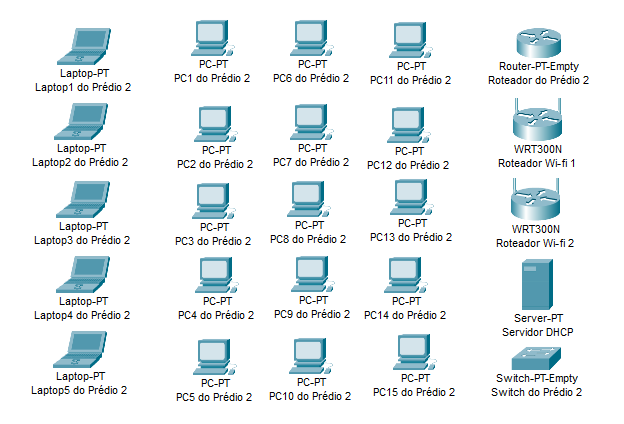 Laptop-PT
Laptop1 do Prédio 2
PC-PT
PC1 do Prédio 2
PC-PT
PC6 do Prédio 2
PC-PT
PC11 do Prédio 2
Router-PT-Empty
Roteador do Prédio 2
Laptop-PT
Laptop2 do Prédio 2
PC-PT
PC2 do Prédio 2
PC-PT
PC7 do Prédio 2
PC-PT
PC12 do Prédio 2
WRT300N
Roteador Wi-fi 1
Laptop-PT
Laptop3 do Prédio 2
PC-PT
PC3 do Prédio 2
PC-PT
PC8 do Prédio 2
PC-PT
PC13 do Prédio 2
WRT300N
Roteador Wi-fi 2
Laptop-PT
Laptop4 do Prédio 2
PC-PT
PC4 do Prédio 2
PC-PT
PC9 do Prédio 2
PC-PT
PC14 do Prédio 2
Server-PT
Servidor DHCP
Laptop-PT
Laptop5 do Prédio 2
PC-PT
PC5 do Prédio 2
PC-PT
PC10 do Prédio 2
PC-PT
PC15 do Prédio 2
Switch-PT-Empty
Switch do Prédio 2